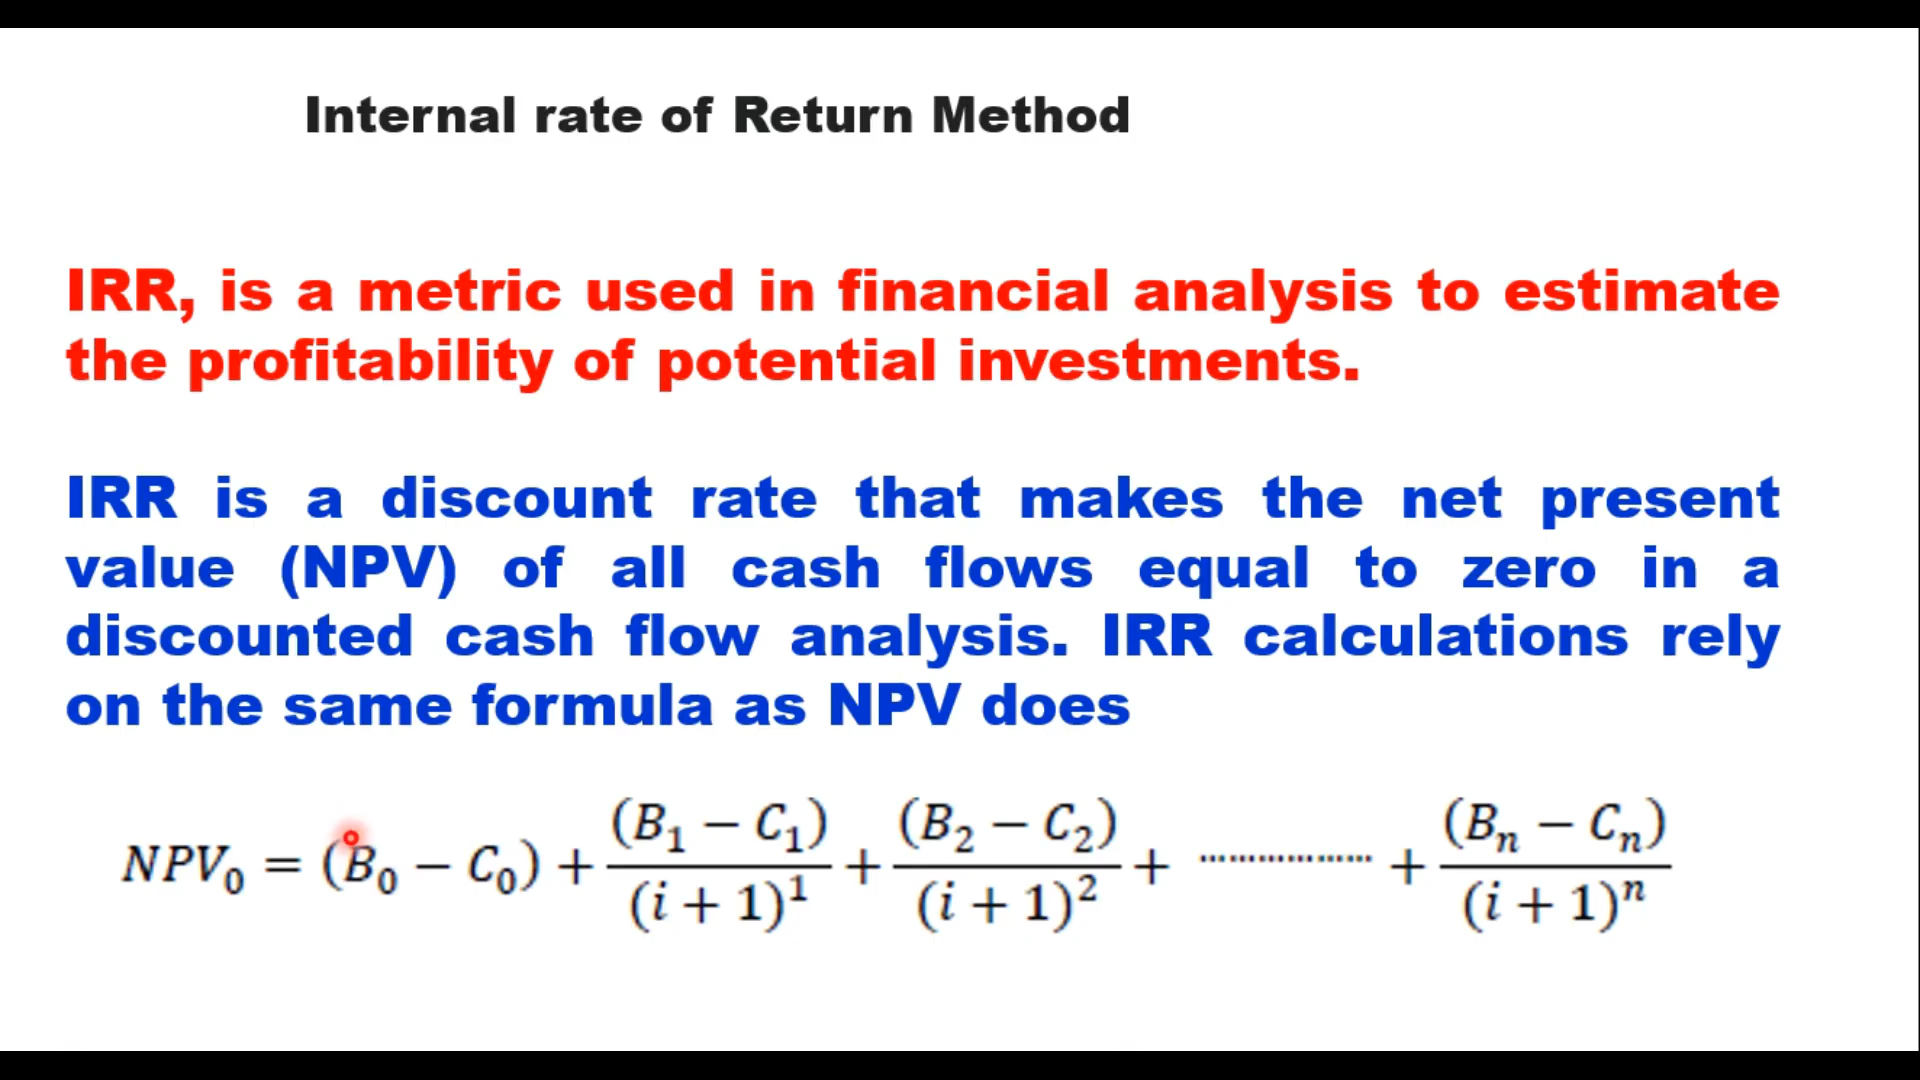 Internal rate of Return Method
IRR, is a metric used in financial analysis to estimate
the profitability of potential investments.
IRR is a discount rate that makes the net present
value (NPV) of all cash flows equal to zero in a
discounted cash flow analysis. IRR calculations rely
on the same formula as NPV does
NPV₀ = (B₀ − C₀) + (B₁ − C₁)/(i + 1)¹ + (B₂ − C₂)/(i + 1)² + .................. + (Bₙ − Cₙ)/(i + 1)ⁿ